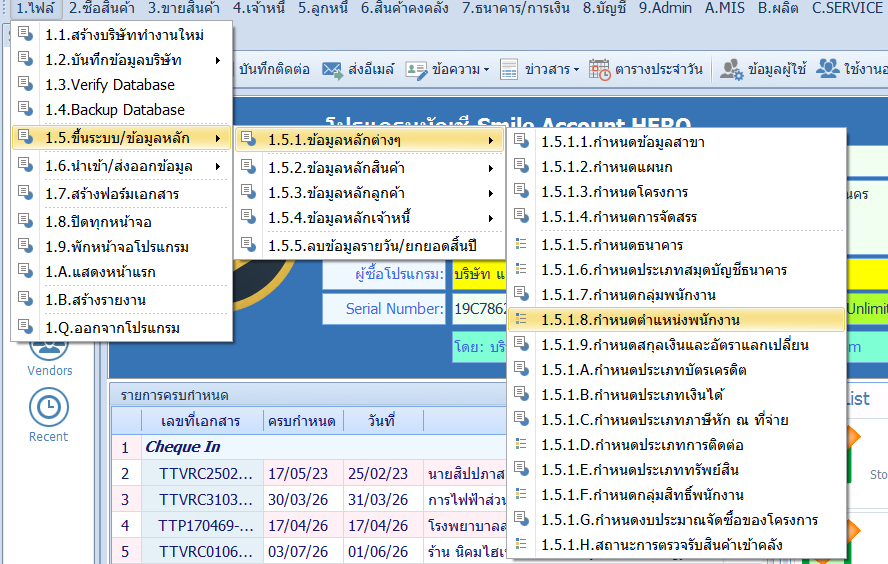 1.ไฟล์ 2.ซื้อสินค้า 3.ขายสินค้า 4.เจ้าหนี้ 5.ลูกหนี้ 6.สินค้าคงคลัง 7.ธนาคาร/การเงิน 8.บัญชี 9.Admin A.MIS B.ผลิต C.SERVICE
บันทึกติดต่อ ส่งอีเมล์ ข้อความ ข่าวสาร ตารางประจำวัน ข้อมูลผู้ใช้ ใช้งาน
1.1.สร้างบริษัททำงานใหม่
1.2.บันทึกข้อมูลบริษัท
1.3.Verify Database
1.4.Backup Database
1.5.ขึ้นระบบ/ข้อมูลหลัก
1.6.นำเข้า/ส่งออกข้อมูล
1.7.สร้างฟอร์มเอกสาร
1.8.ปิดทุกหน้าจอ
1.9.พักหน้าจอโปรแกรม
1.A.แสดงหน้าแรก
1.B.สร้างรายงาน
1.Q.ออกจากโปรแกรม
โปรแกรมบัญชี Smile Account HERO
1.5.1.ข้อมูลหลักต่างๆ
1.5.2.ข้อมูลหลักสินค้า
1.5.3.ข้อมูลหลักลูกค้า
1.5.4.ข้อมูลหลักเจ้าหนี้
1.5.5.ลบข้อมูลรายวัน/ยกยอดสิ้นปี
1.5.1.1.กำหนดข้อมูลสาขา
1.5.1.2.กำหนดแผนก
1.5.1.3.กำหนดโครงการ
1.5.1.4.กำหนดการจัดสรร
1.5.1.5.กำหนดธนาคาร
1.5.1.6.กำหนดประเภทสมุดบัญชีธนาคาร
1.5.1.7.กำหนดกลุ่มพนักงาน
1.5.1.8.กำหนดตำแหน่งพนักงาน
1.5.1.9.กำหนดสกุลเงินและอัตราแลกเปลี่ยน
1.5.1.A.กำหนดประเภทบัตรเครดิต
1.5.1.B.กำหนดประเภทเงินได้
1.5.1.C.กำหนดประเภทภาษีหัก ณ ที่จ่าย
1.5.1.D.กำหนดประเภทการติดต่อ
1.5.1.E.กำหนดประเภททรัพย์สิน
1.5.1.F.กำหนดกลุ่มสิทธิ์พนักงาน
1.5.1.G.กำหนดงบประมาณจัดซื้อของโครงการ
1.5.1.H.สถานะการตรวจรับสินค้าเข้าคลัง
นคร
ผู้ซื้อโปรแกรม: บริษัท แ
Serial Number: 19C786 Unlimit
โดย: บริ m
Vendors
Recent
รายการครบกำหนด
เลขที่เอกสาร ครบกำหนด วันที่
1 Cheque In
2 TTVRC2502... 17/05/23 25/02/23 นายสิปปภาส
3 TTVRC3103... 30/03/26 31/03/26 การไฟฟ้าส่วน
4 TTP170469-... 17/04/26 17/04/26 โรงพยาบาลส
5 TTVRC0106... 03/07/26 01/06/26 ร้าน นิคมไฮเ
List
Sto